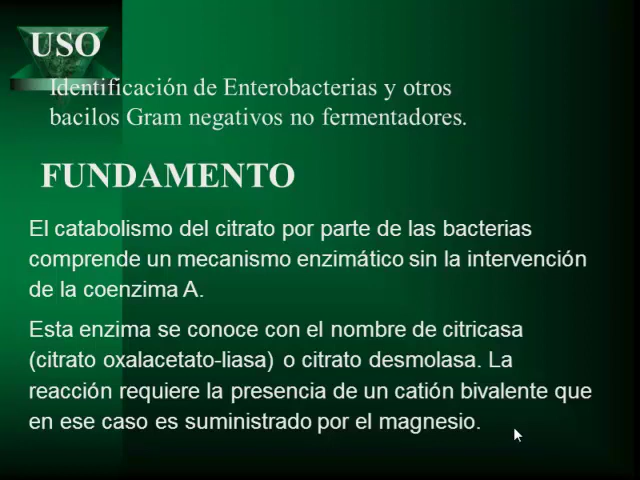 USO
Identificación de Enterobacterias y otros
bacilos Gram negativos no fermentadores.
FUNDAMENTO
El catabolismo del citrato por parte de las bacterias
comprende un mecanismo enzimático sin la intervención
de la coenzima A.
Esta enzima se conoce con el nombre de citricasa
(citrato oxalacetato-liasa) o citrato desmolasa. La
reacción requiere la presencia de un catión bivalente que
en ese caso es suministrado por el magnesio.